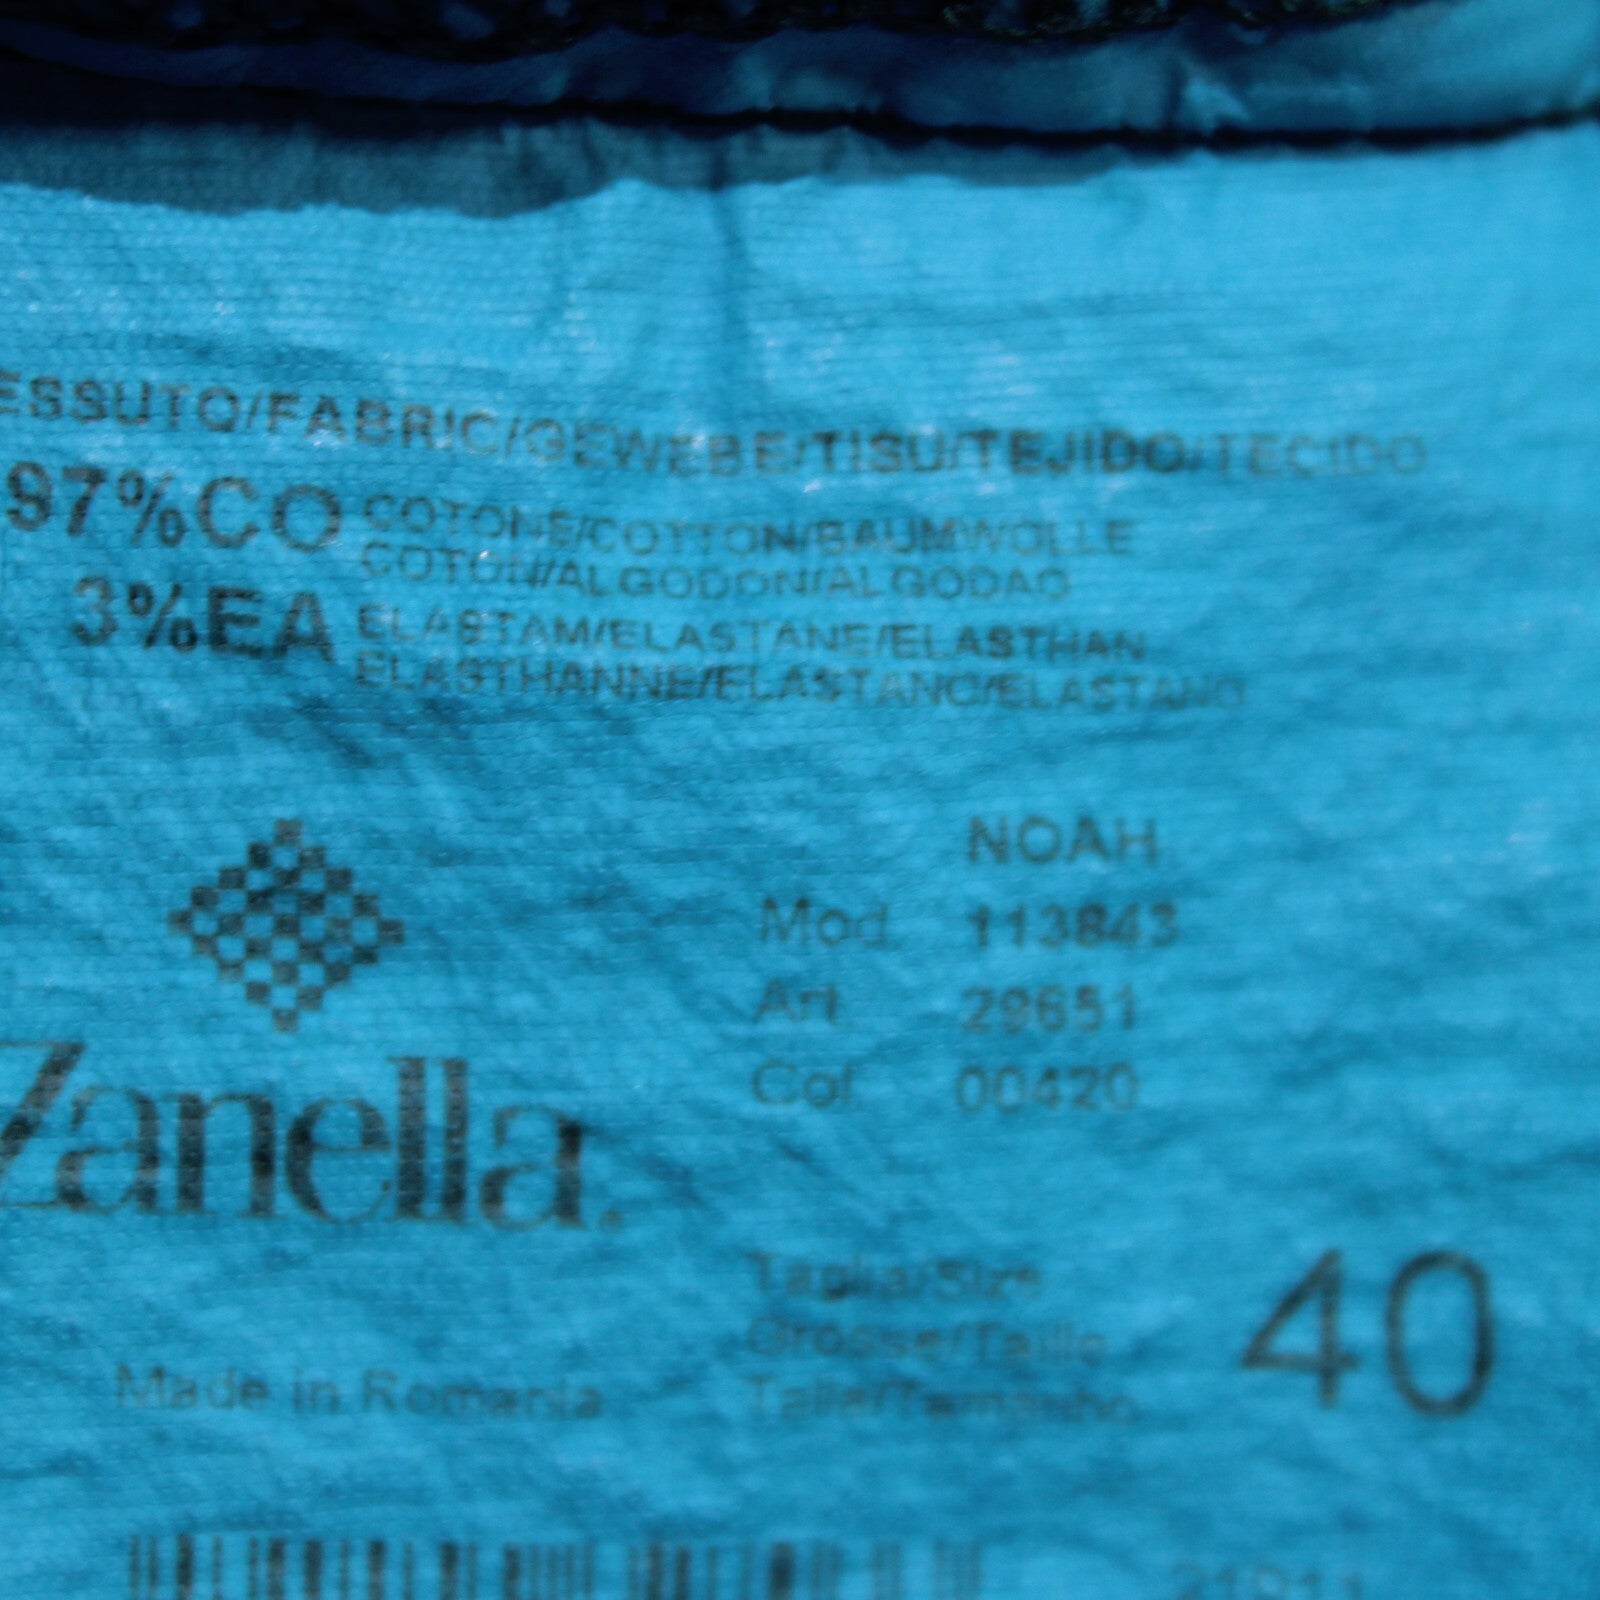 ESSUTO/FABRIC/GEWEBE/TISU/TEJIDO/TECIDO
97%CO COTONE/COTTON/BAUMWOLLE
COTON/ALGODON/ALGODAO
3%EA ELASTAM/ELASTANE/ELASTHAN
ELASTHANNE/ELASTANO/ELASTANO
NOAH
Mod. 113843
Art 29651
Col 00420
Zanella®
Taglia/Size
Grosse/Taille
Talla/Tamanho
40
Made in Romania